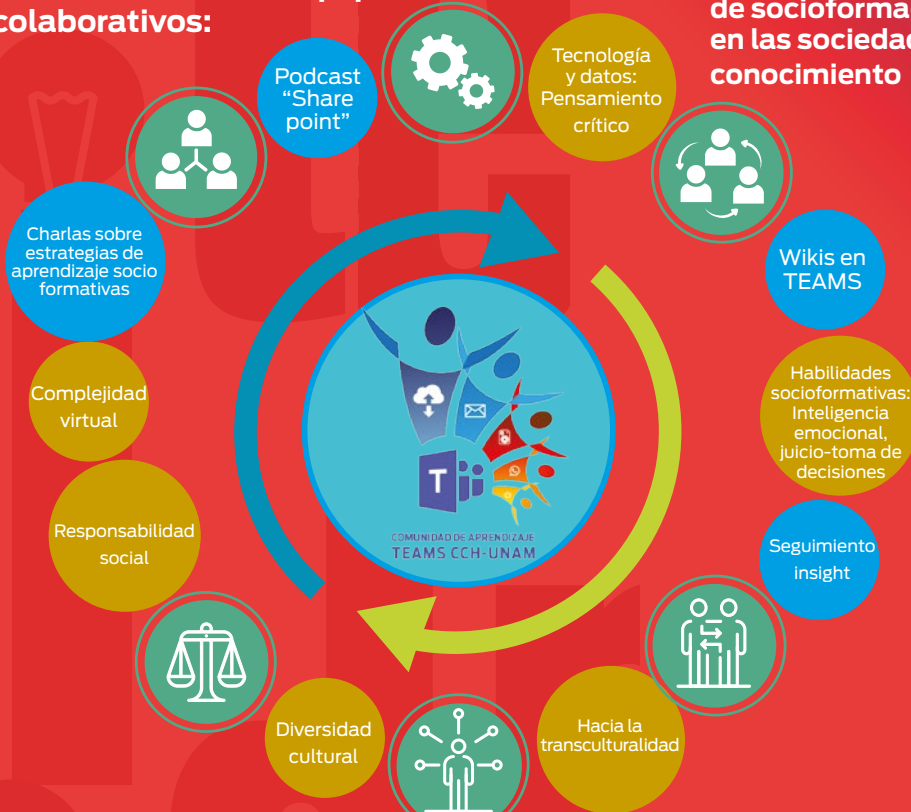 colaborativos:
de socioforma
en las sociedad
conocimiento
Podcast
“Share
point”
Tecnología
y datos:
Pensamiento
crítico
Charlas sobre
estrategias de
aprendizaje socio
formativas
Wikis en
TEAMS
Complejidad
virtual
Habilidades
socioformativas:
Inteligencia
emocional,
juicio-toma de
decisiones
T
COMUNIDAD DE APRENDIZAJE
TEAMS CCH-UNAM
Responsabilidad
social
Seguimiento
insight
Diversidad
cultural
Hacia la
transculturalidad